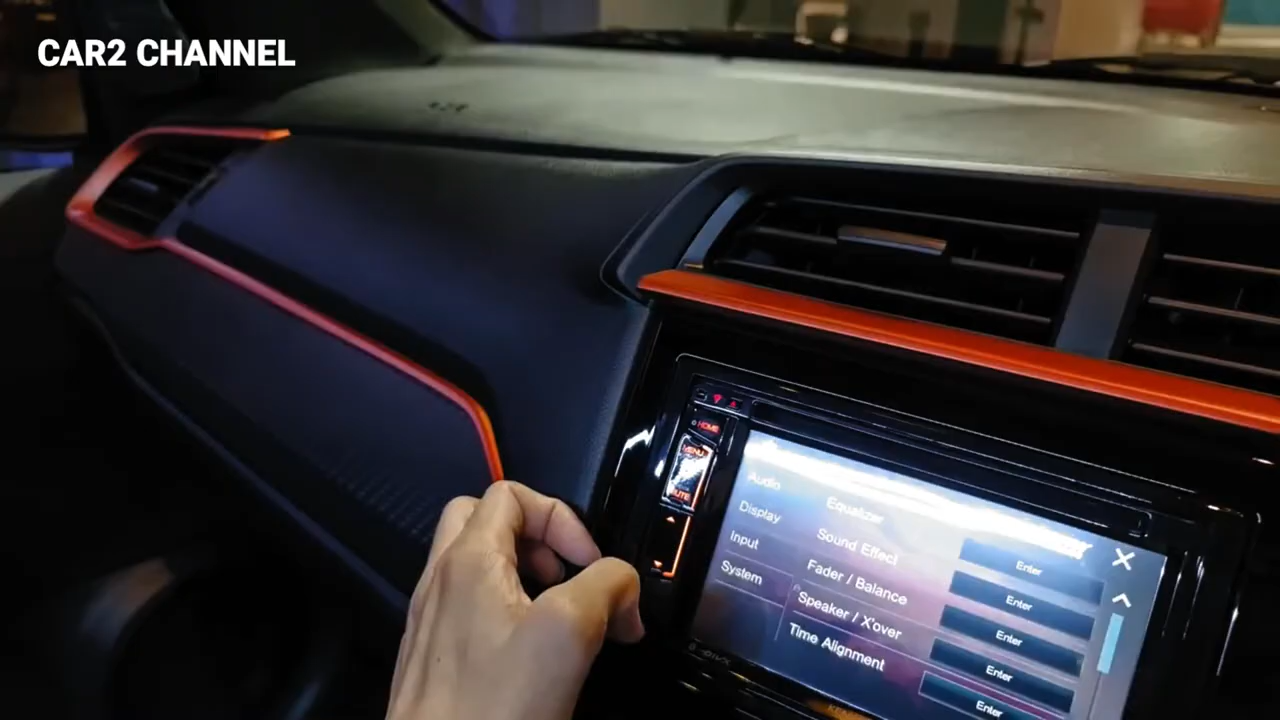 CAR2 CHANNEL
HOME
MENU
MUTE
Audio
Display
Input
System
Equalizer
Sound Effect
Fader / Balance
Speaker / X'over
Time Alignment
Enter
Enter
Enter
Enter
Enter